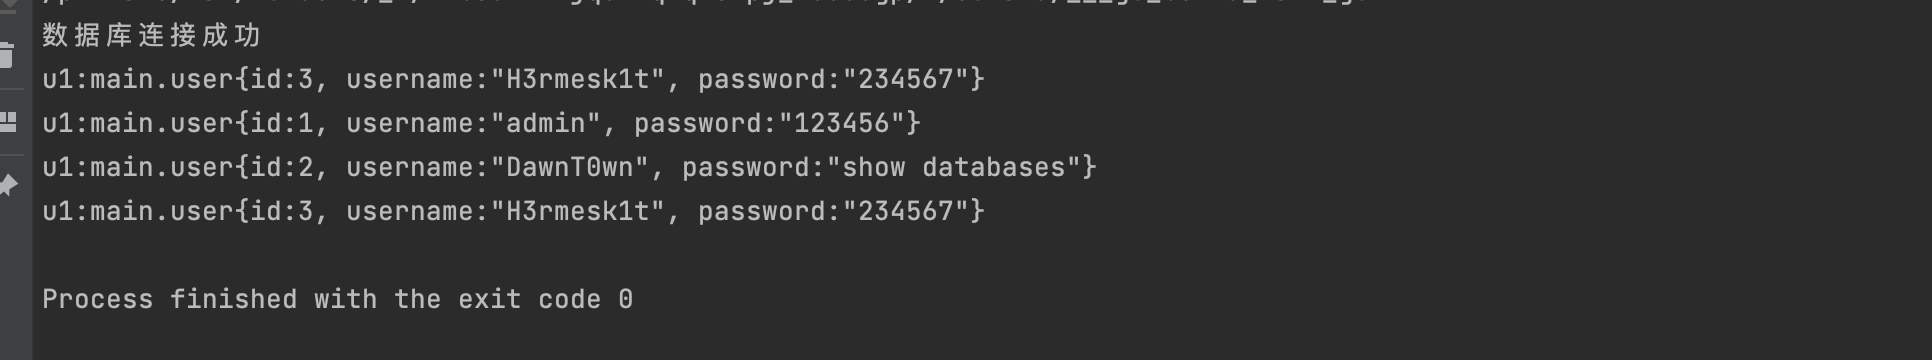 数据库连接成功
u1:main.user{id:3, username:"H3rmesk1t", password:"234567"}
u1:main.user{id:1, username:"admin", password:"123456"}
u1:main.user{id:2, username:"DawnT0wn", password:"show databases"}
u1:main.user{id:3, username:"H3rmesk1t", password:"234567"}
Process finished with the exit code 0